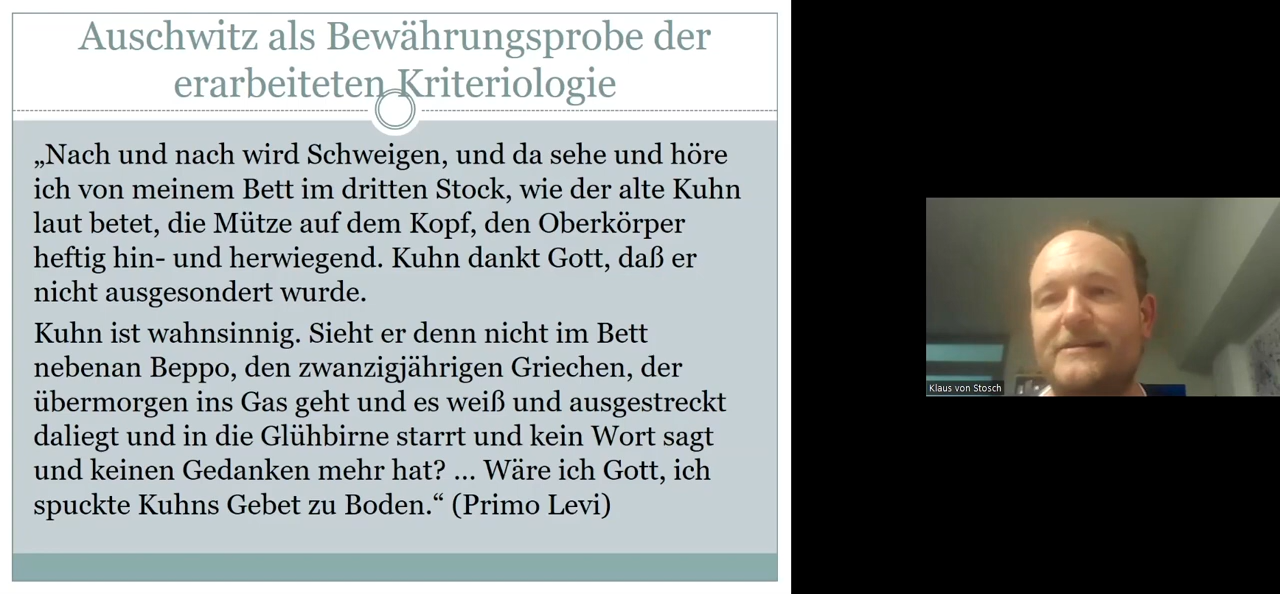 Auschwitz als Bewährungsprobe der
erarbeiteten Kriteriologie
„Nach und nach wird Schweigen, und da sehe und höre
ich von meinem Bett im dritten Stock, wie der alte Kuhn
laut betet, die Mütze auf dem Kopf, den Oberkörper
heftig hin- und herwiegend. Kuhn dankt Gott, daß er
nicht ausgesondert wurde.
Kuhn ist wahnsinnig. Sieht er denn nicht im Bett
nebenan Beppo, den zwanzigjährigen Griechen, der
übermorgen ins Gas geht und es weiß und ausgestreckt
daliegt und in die Glühbirne starrt und kein Wort sagt
und keinen Gedanken mehr hat? ... Wäre ich Gott, ich
spuckte Kuhns Gebet zu Boden.“ (Primo Levi)
Klaus von Stosch